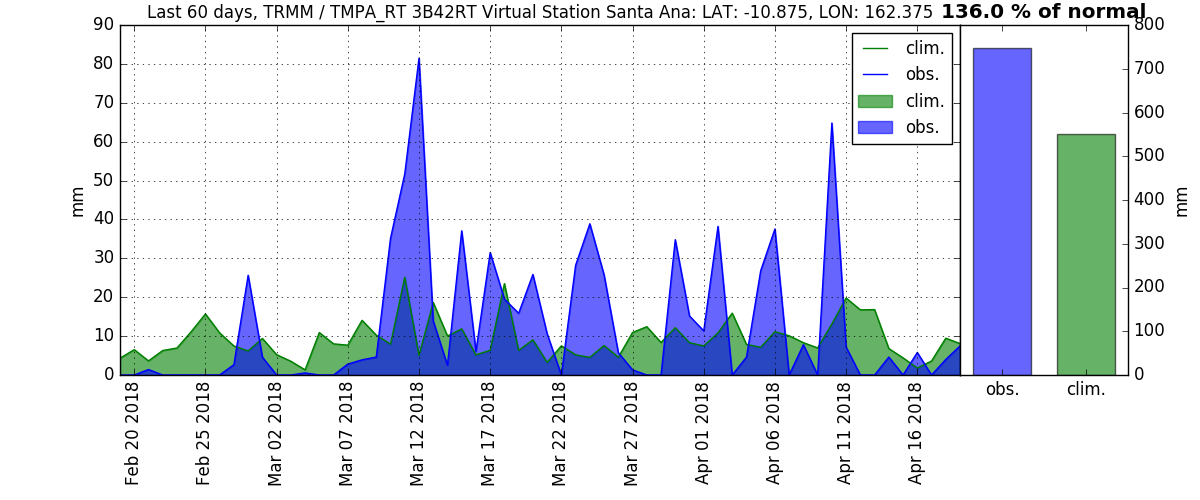 Last 60 days, TRMM / TMPA_RT 3B42RT Virtual Station Santa Ana: LAT: -10.875, LON: 162.375
136.0 % of normal
90
80
70
60
50
40
30
20
10
0
mm
clim.
obs.
clim.
obs.
Feb 20 2018
Feb 25 2018
Mar 02 2018
Mar 07 2018
Mar 12 2018
Mar 17 2018
Mar 22 2018
Mar 27 2018
Apr 01 2018
Apr 06 2018
Apr 11 2018
Apr 16 2018
800
700
600
500
400
300
200
100
0
mm
obs.
clim.